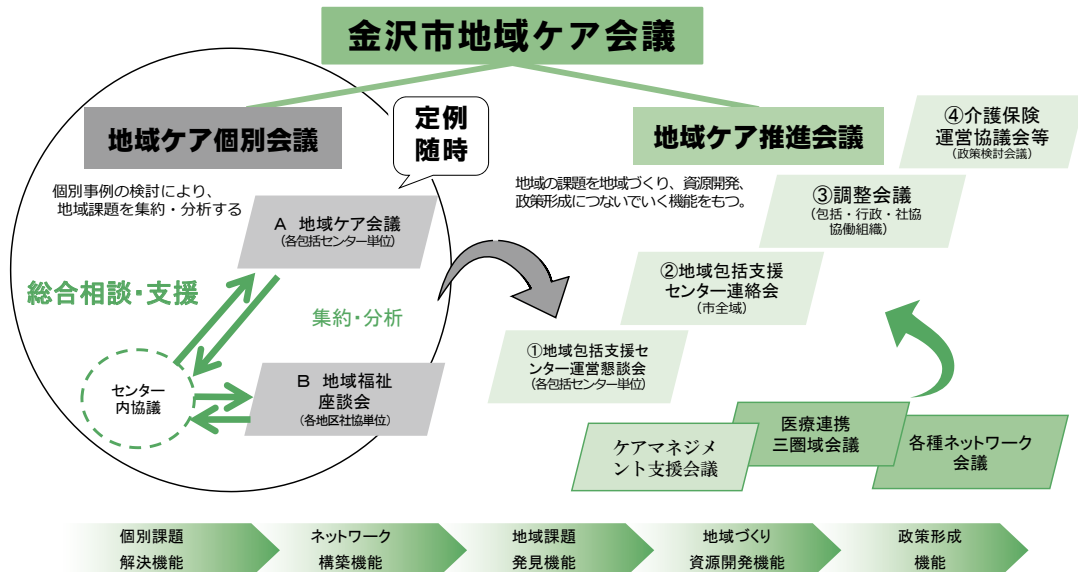 金沢市地域ケア会議
地域ケア個別会議
定例
随時
個別事例の検討により、
地域課題を集約・分析する
A 地域ケア会議
(各包括センター単位)
総合相談・支援
集約・分析
センター
内協議
B 地域福祉
座談会
(各地区社協単位)
地域ケア推進会議
地域の課題を地域づくり、資源開発、
政策形成につないでいく機能をもつ。
④介護保険
運営協議会等
(政策検討会議)
③調整会議
(包括・行政・社協
協働組織)
②地域包括支援
センター連絡会
(市全域)
①地域包括支援セ
ンター運営懇談会
(各包括センター単位)
ケアマネジメ
ント支援会議
医療連携
三圏域会議
各種ネットワーク
会議
個別課題
解決機能
ネットワーク
構築機能
地域課題
発見機能
地域づくり
資源開発機能
政策形成
機能